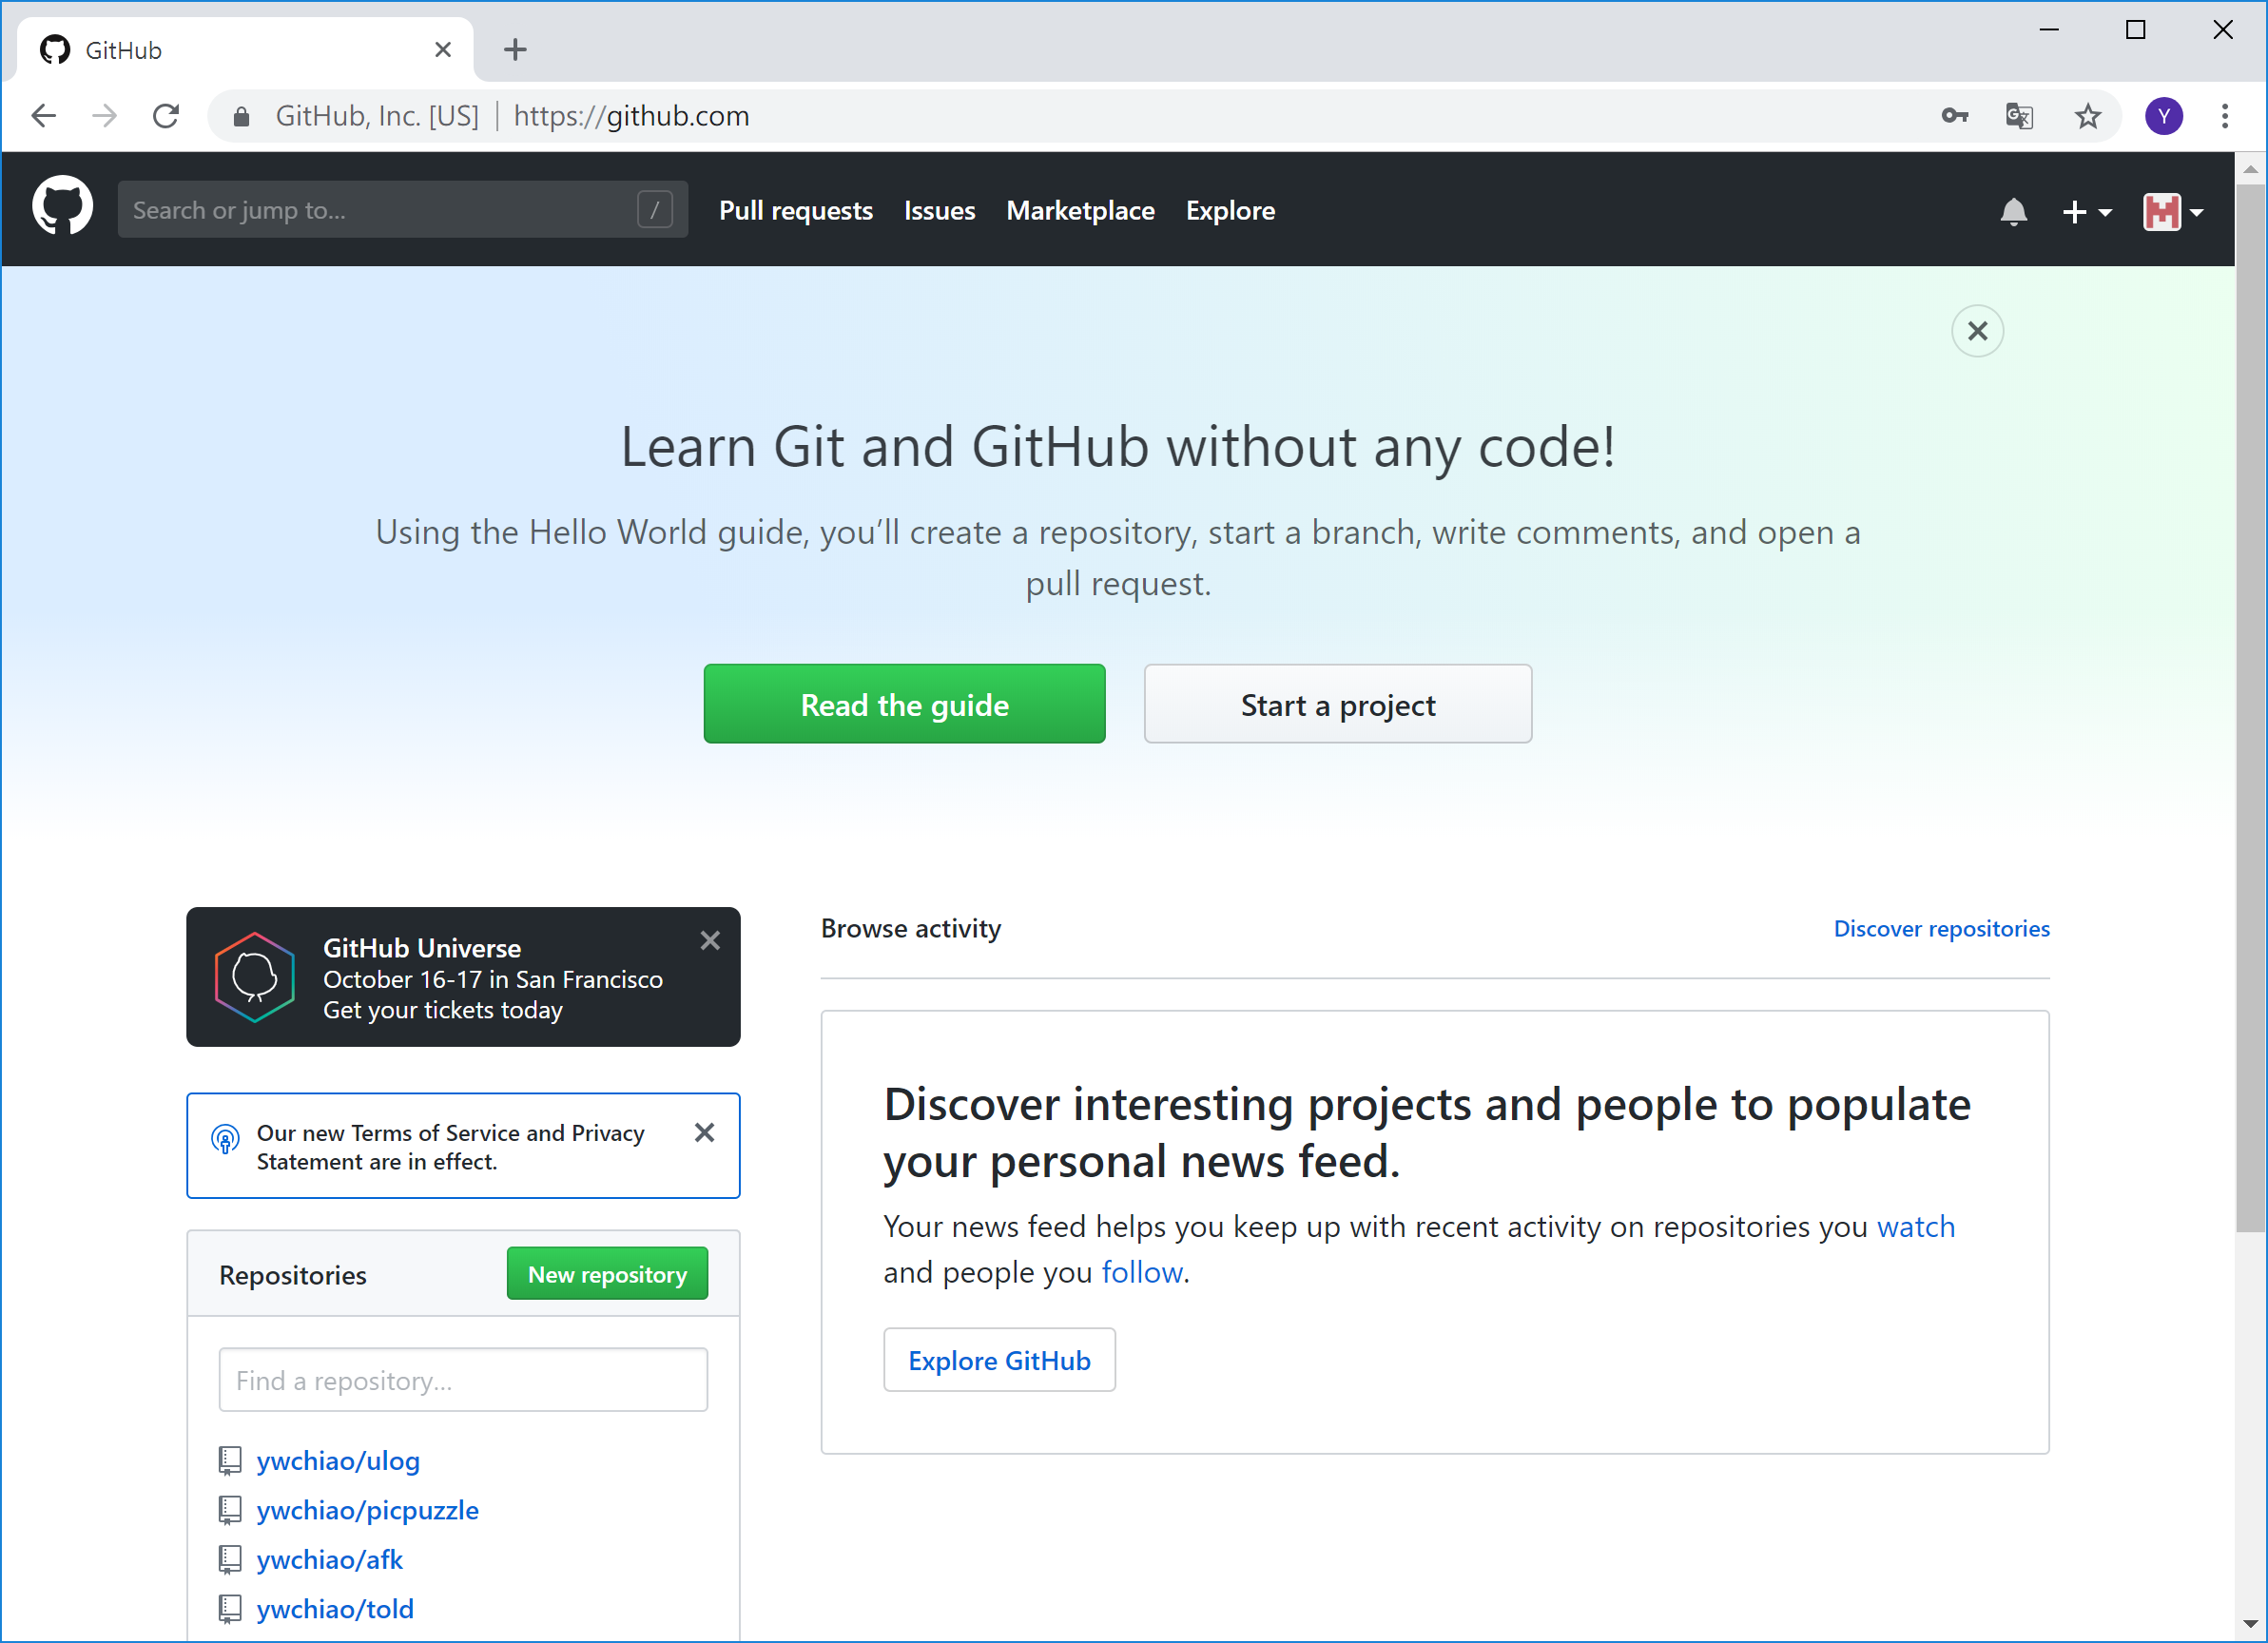 GitHub
GitHub, Inc. [US] | https://github.com
Y
Search or jump to... /
Pull requests Issues Marketplace Explore
Learn Git and GitHub without any code!
Using the Hello World guide, you’ll create a repository, start a branch, write comments, and open a
pull request.
Read the guide
Start a project
GitHub Universe
October 16-17 in San Francisco
Get your tickets today
Our new Terms of Service and Privacy
Statement are in effect.
Repositories
New repository
Find a repository...
ywchiao/ulog
ywchiao/picpuzzle
ywchiao/afk
ywchiao/told
Browse activity
Discover repositories
Discover interesting projects and people to populate
your personal news feed.
Your news feed helps you keep up with recent activity on repositories you watch
and people you follow.
Explore GitHub